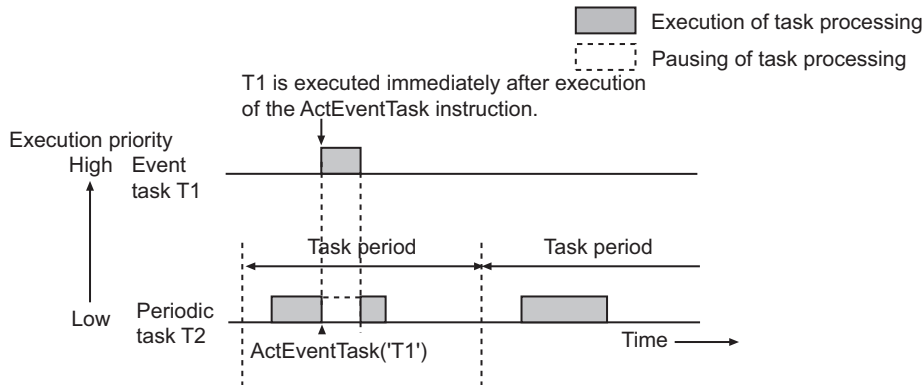 Execution of task processing
Pausing of task processing
T1 is executed immediately after execution
of the ActEventTask instruction.
Execution priority
High
Event
task T1
Task period
Task period
Low
Periodic
task T2
ActEventTask('T1')
Time